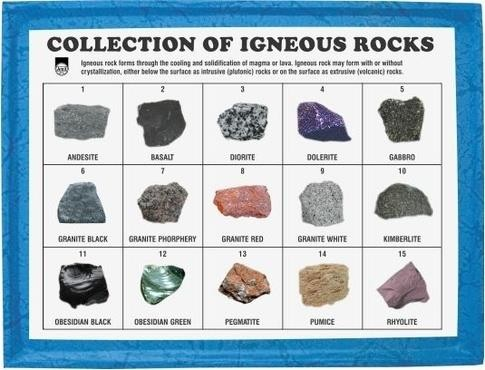 COLLECTION OF IGNEOUS ROCKS
Igneous rock forms through the cooling and solidification of magma or lava. Igneous rock may form with or without
crystallization, either below the surface as intrusive (plutonic) rocks or on the surface as extrusive (volcanic) rocks.
1 2 3 4 5
ANDESITE BASALT DIORITE DOLERITE GABBRO
6 7 8 9 10
GRANITE BLACK GRANITE PHORPHERY GRANITE RED GRANITE WHITE KIMBERLITE
11 12 13 14 15
OBESIDIAN BLACK OBESIDIAN GREEN PEGMATITE PUMICE RHYOLITE